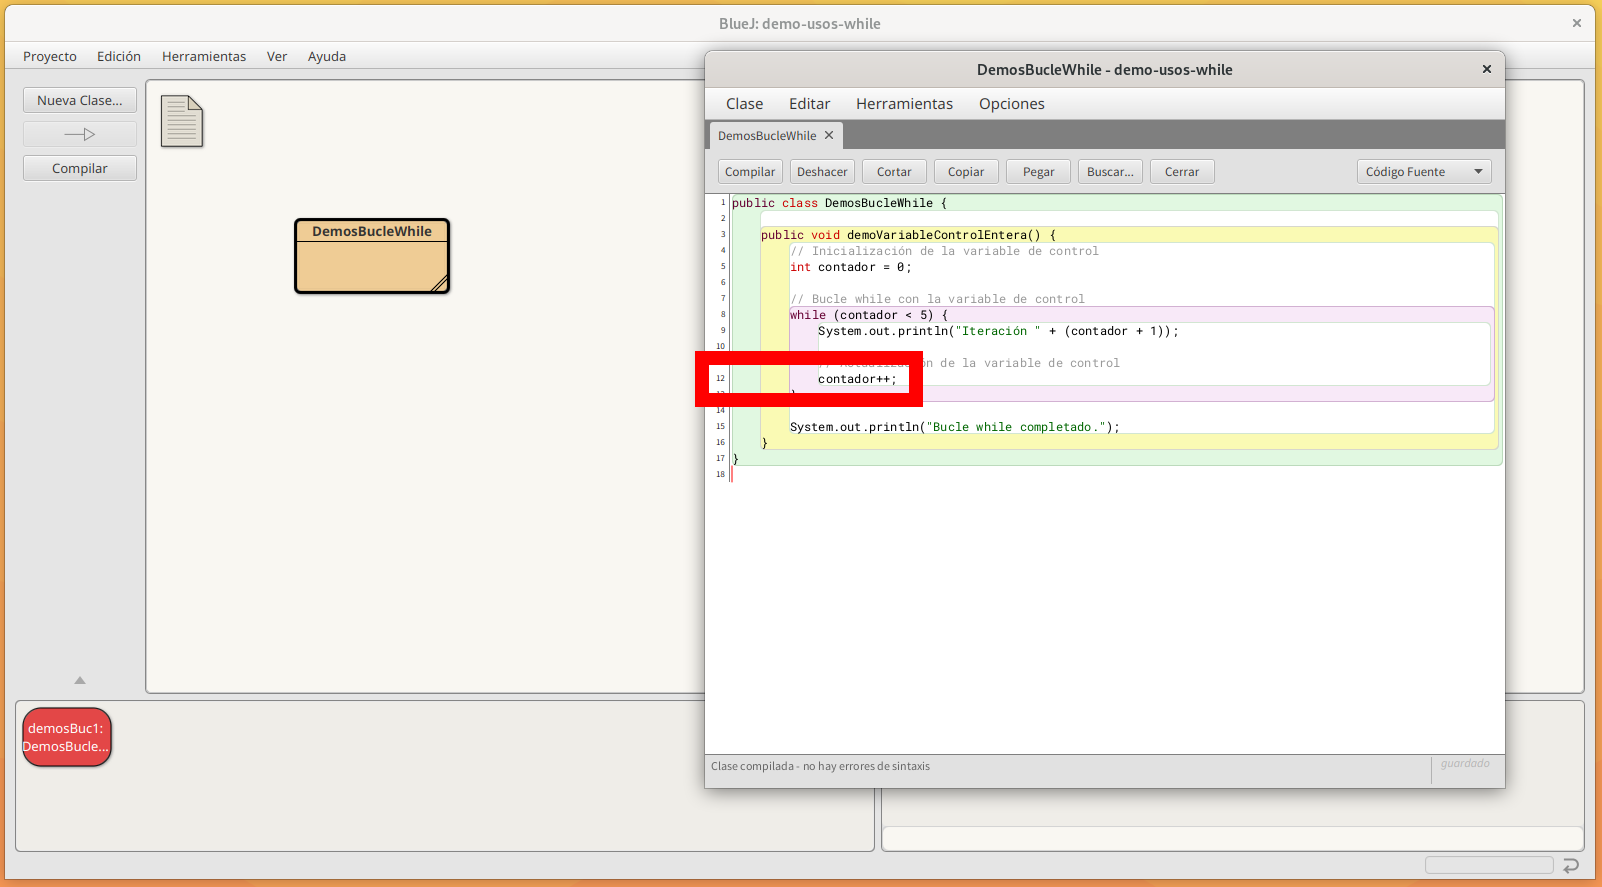 BlueJ: demo-usos-while
Proyecto Edición Herramientas Ver Ayuda
Nueva Clase...
Compilar
DemosBucleWhile
demosBuc1:
DemosBucle...
DemosBucleWhile - demo-usos-while
Clase Editar Herramientas Opciones
DemosBucleWhile
Compilar Deshacer Cortar Copiar Pegar Buscar... Cerrar Código Fuente
1 public class DemosBucleWhile {
2
3 public void demoVariableControlEntera() {
4 // Inicialización de la variable de control
5 int contador = 0;
6
7 // Bucle while con la variable de control
8 while (contador < 5) {
9 System.out.println("Iteración " + (contador + 1));
10
de la variable de control
12 contador++;
14
15 System.out.println("Bucle while completado.");
16 }
17 }
18
Clase compilada - no hay errores de sintaxis
guardado